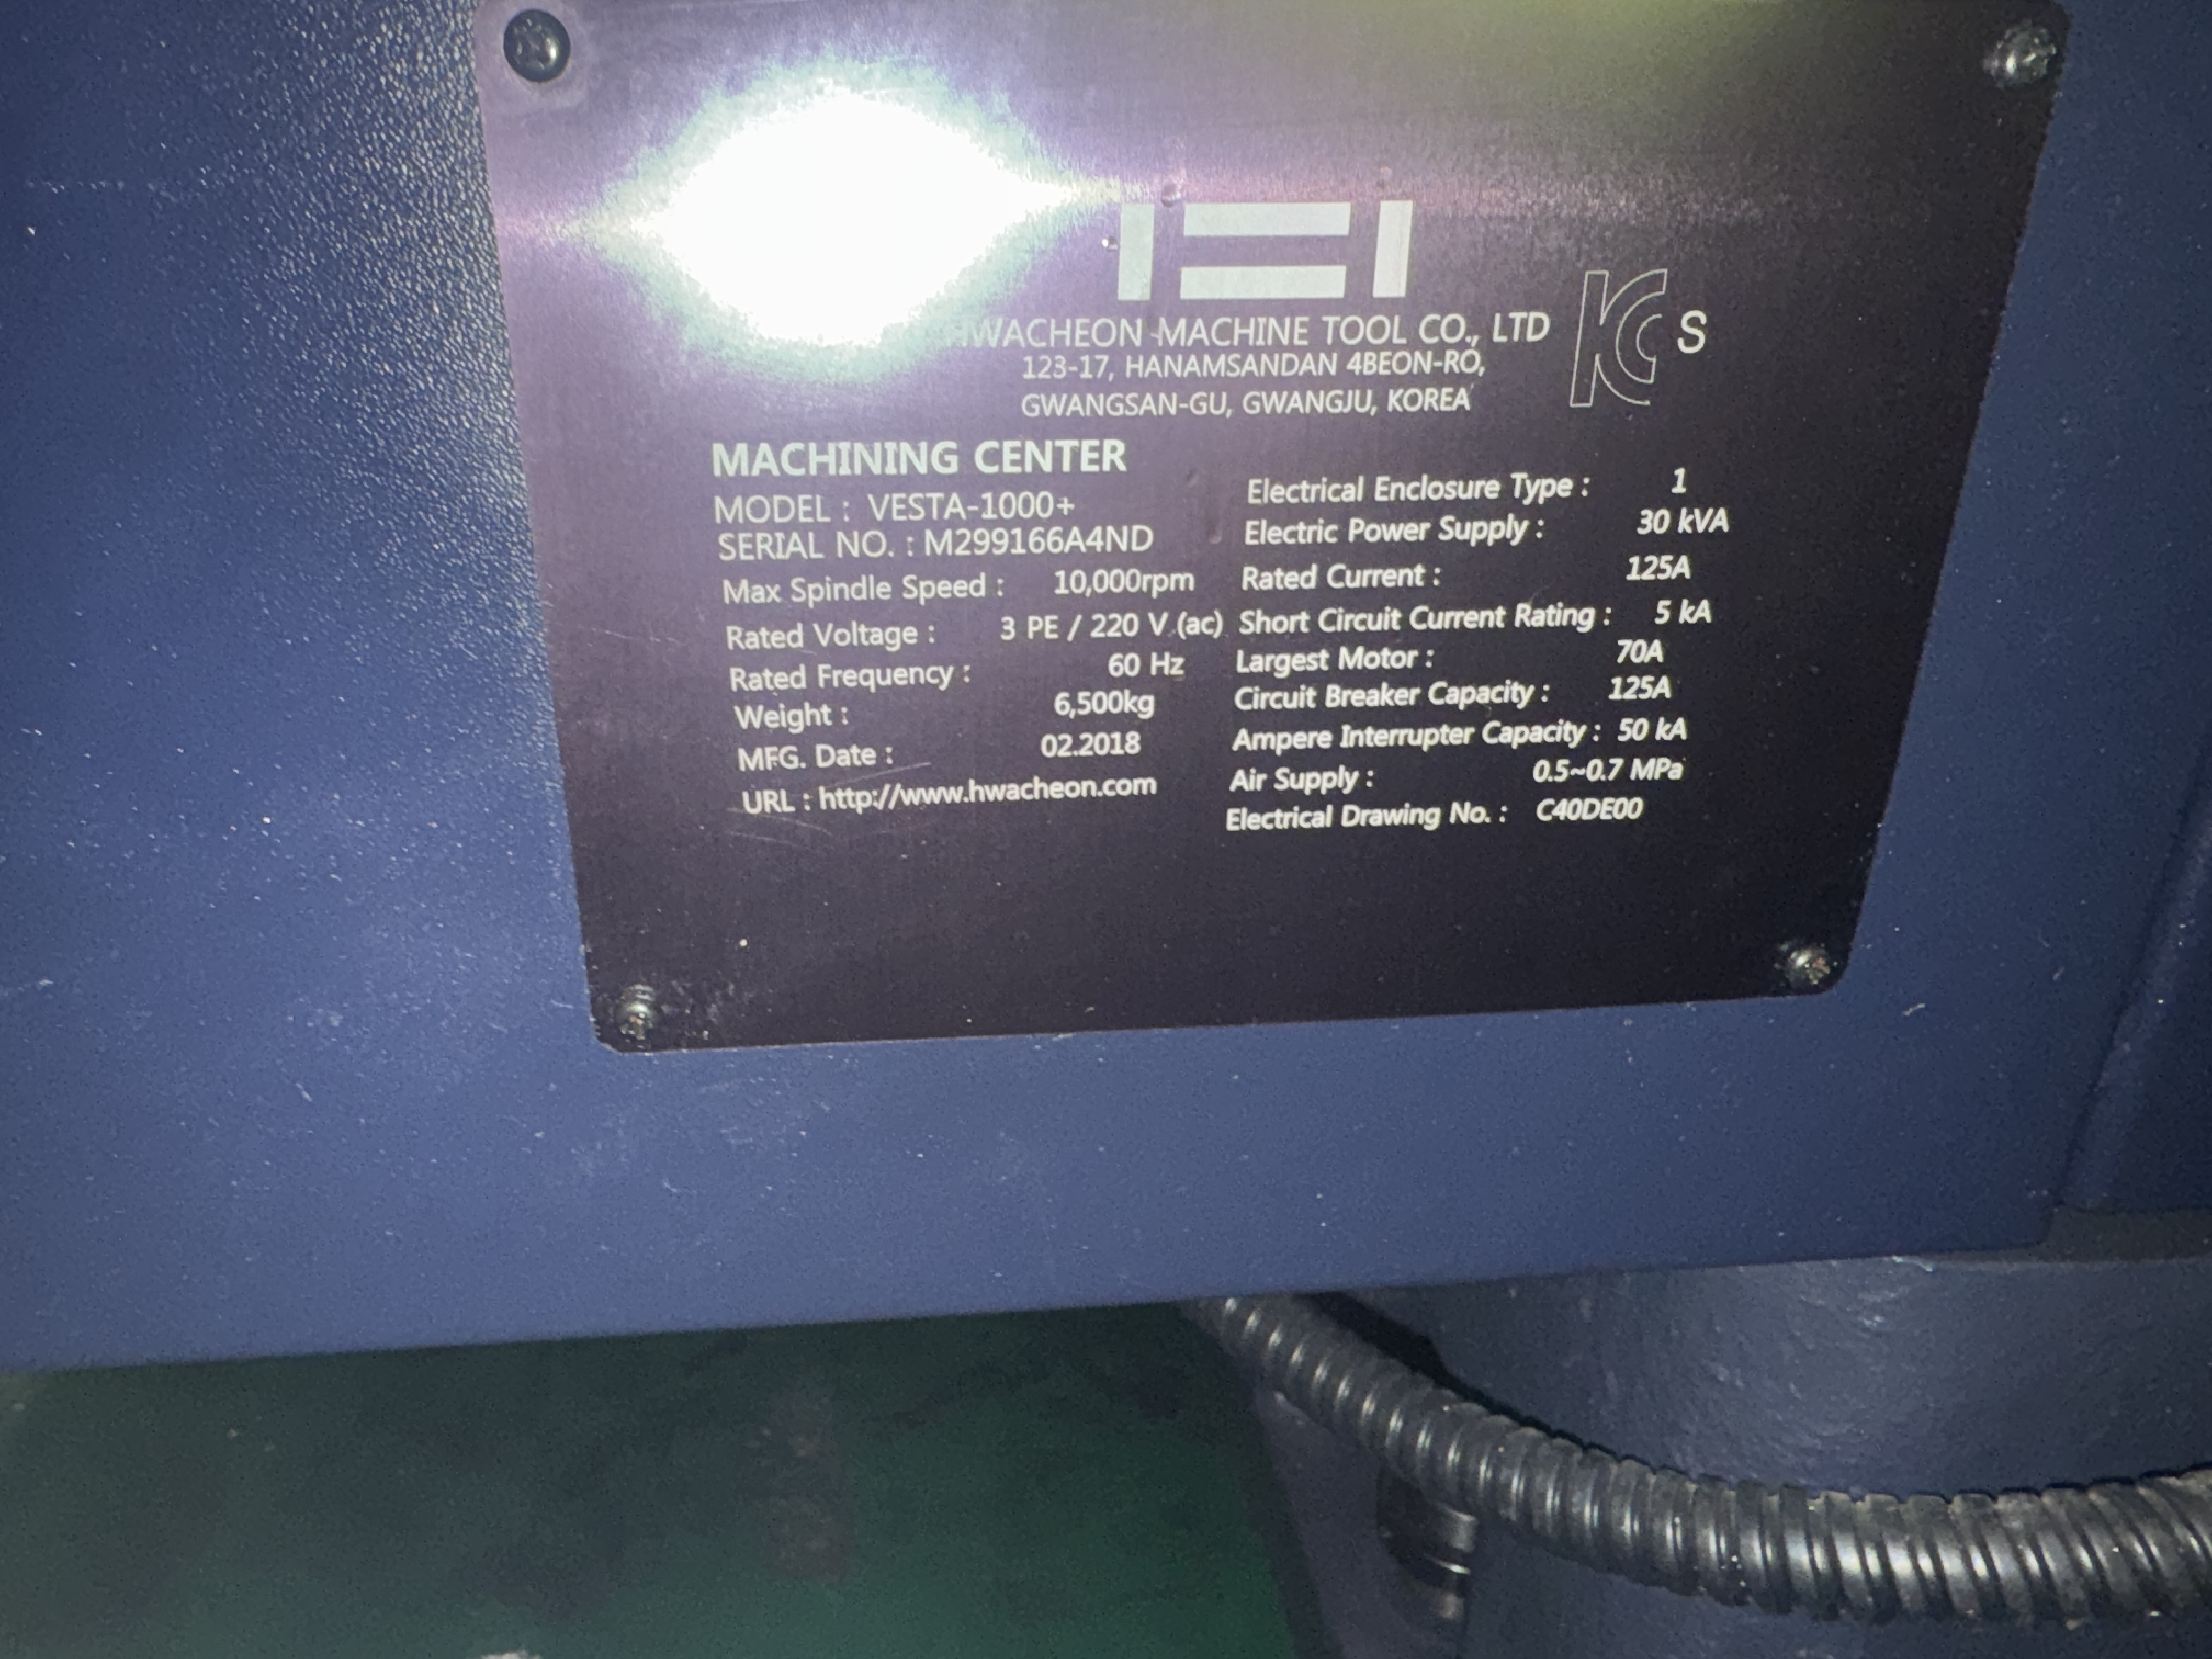 HWACHEON MACHINE TOOL CO., LTD
123-17, HANAMSANDAN 4BEON-RO,
GWANGSAN-GU, GWANGJU, KOREA
KC S
MACHINING CENTER
MODEL : VESTA-1000+
SERIAL NO. : M299166A4ND
Max Spindle Speed : 10,000rpm
Rated Voltage : 3 PE / 220 V (ac)
Rated Frequency : 60 Hz
Weight : 6,500kg
MFG. Date : 02.2018
URL : http://www.hwacheon.com
Electrical Enclosure Type : 1
Electric Power Supply : 30 kVA
Rated Current : 125A
Short Circuit Current Rating : 5 kA
Largest Motor : 70A
Circuit Breaker Capacity : 125A
Ampere Interrupter Capacity : 50 kA
Air Supply : 0.5~0.7 MPa
Electrical Drawing No. : C40DE00